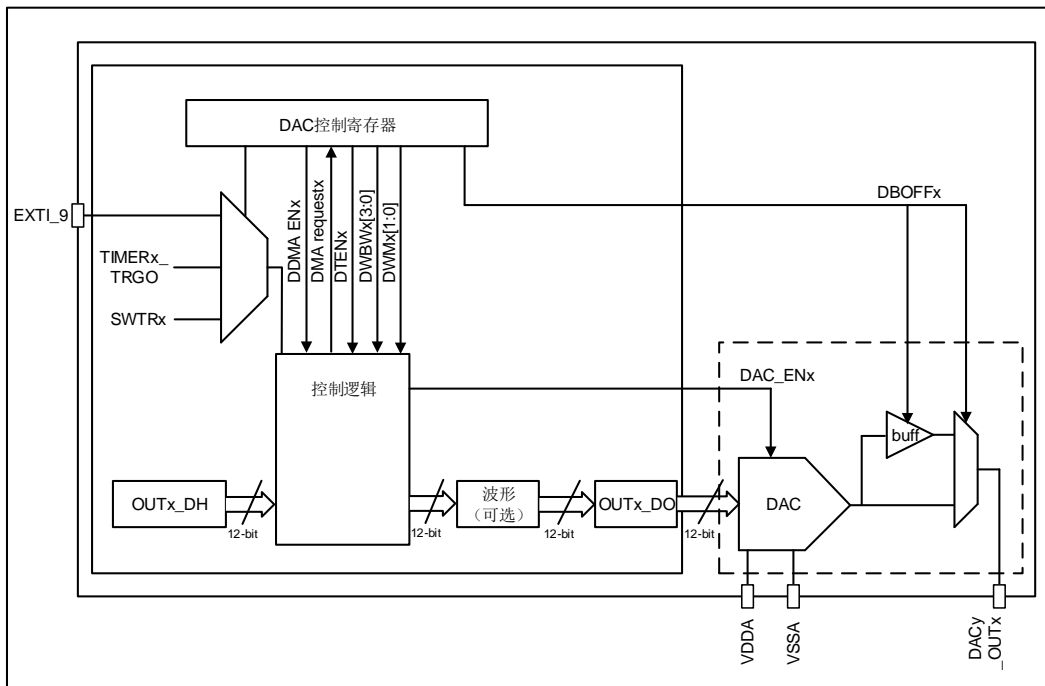 DAC控制寄存器
EXTI_9
TIMERx_
TRGO
SWTRx
DDMA ENx
DMA requestx
DTENx
DWBWx[3:0]
DWMx[1:0]
DBOFFx
控制逻辑
DAC_ENx
buff
OUTx_DH
12-bit
12-bit
波形
(可选)
12-bit
OUTx_DO
12-bit
DAC
VDDA
VSSA
DACy
_OUTx